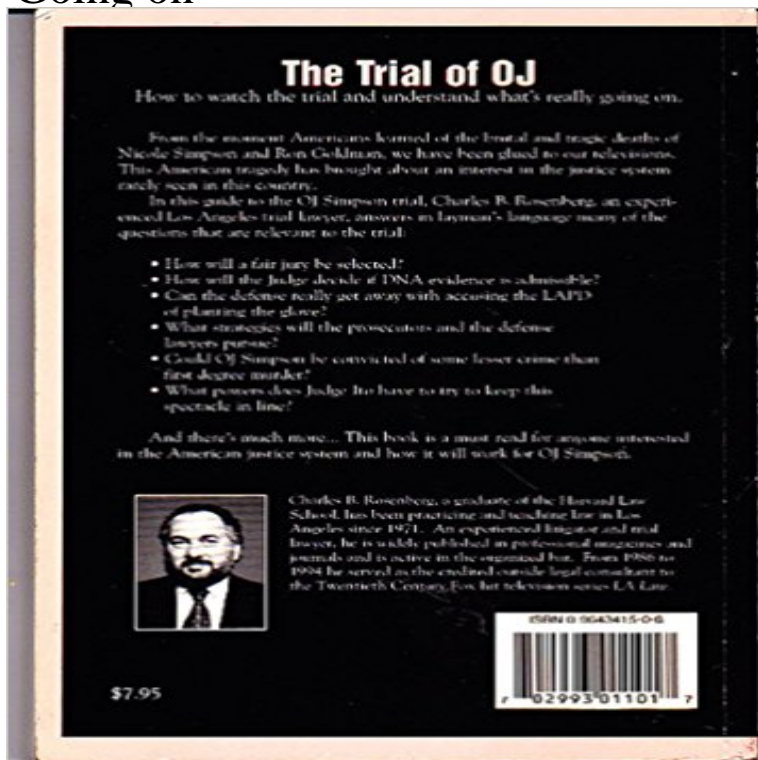 Going on
The Trial of OJ
How to watch the trial and understand what's really going on.
From the moment Americans learned of the brutal and tragic deaths of
Nicole Simpson and Ron Goldman, we have been glued to our televisions.
This American tragedy has brought about an interest in the justice system
rarely seen in this country.
In this guide to the OJ Simpson trial, Charles B. Rosenberg, an experi-
enced Los Angeles trial lawyer, answers in layman's language many of the
questions that are relevant to the trial:
• How will a fair jury be selected?
• How will the Judge decide if DNA evidence is admissible?
• Can the defense really get away with accusing the LAPD
of planting the glove?
• What strategies will the prosecutors and the defense
lawyers pursue?
• Could OJ Simpson be convicted of some lesser crime than
first degree murder?
• What powers does Judge Ito have to try to keep this
spectacle in line?
And there's much more... This book is a must read for anyone interested
in the American justice system and how it will work for OJ Simpson.
Charles B. Rosenberg, a graduate of the Harvard Law
School, has been practicing and teaching law in Los
Angeles since 1971. An experienced litigator and trial
lawyer, he is widely published in professional magazines and
journals and is active in the organized bar. From 1986 to
1994 he served as the credited outside legal consultant to
the Twentieth Century Fox hit television series LA Law.
ISBN 0-9643415-0-6
$7.95
7 02993 01101 7